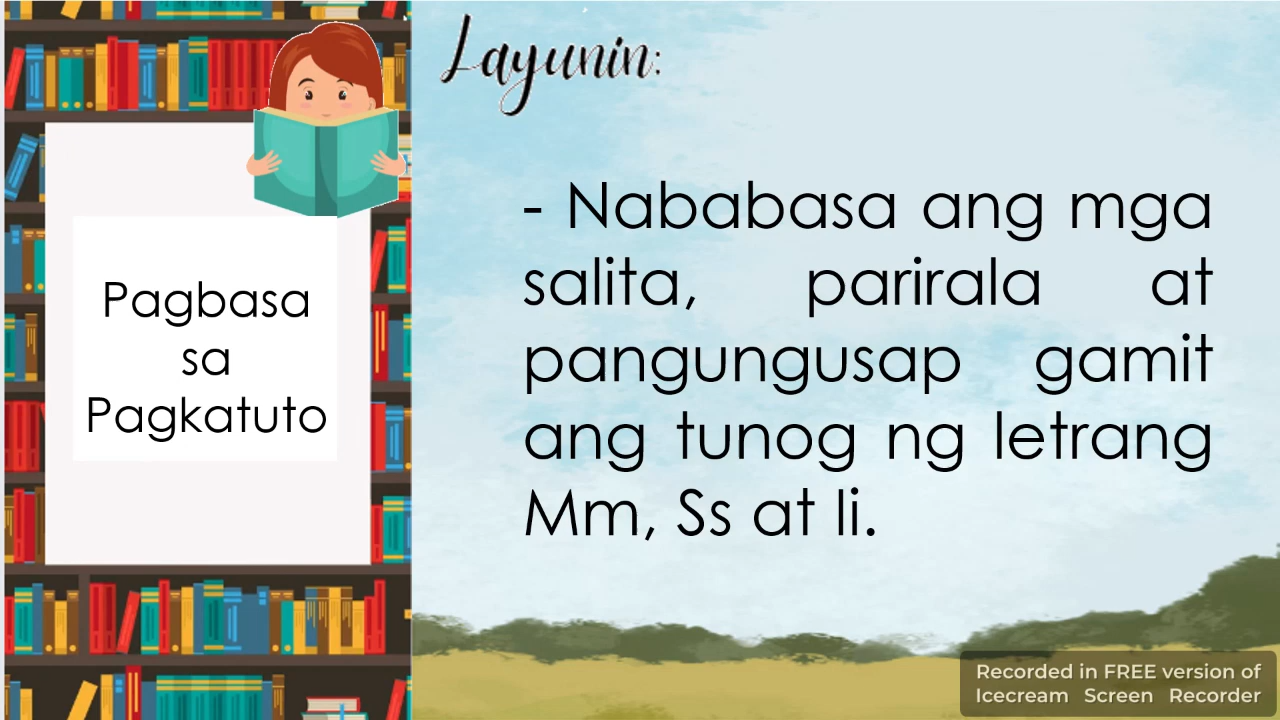 Layunin:
Pagbasa
sa
Pagkatuto
- Nababasa ang mga
salita, parirala at
pangungusap gamit
ang tunog ng letrang
Mm, Ss at Ii.
Recorded in FREE version of
Icecream Screen Recorder